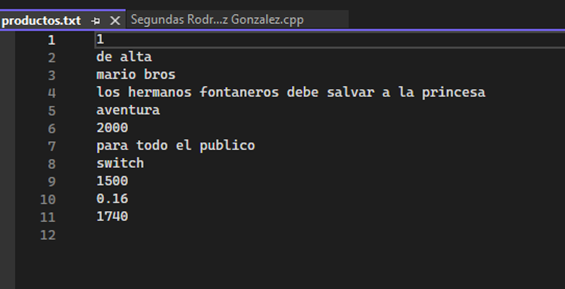 productos.txt
Segundas Rodr...z Gonzalez.cpp
1 1
2 de alta
3 mario bros
4 los hermanos fontaneros debe salvar a la princesa
5 aventura
6 2000
7 para todo el publico
8 switch
9 1500
10 0.16
11 1740
12